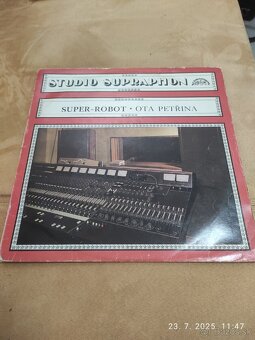 STUDIO SUPRAPHON
SUPER-ROBOT • OTA PETŘINA
23. 7. 2025 11:47